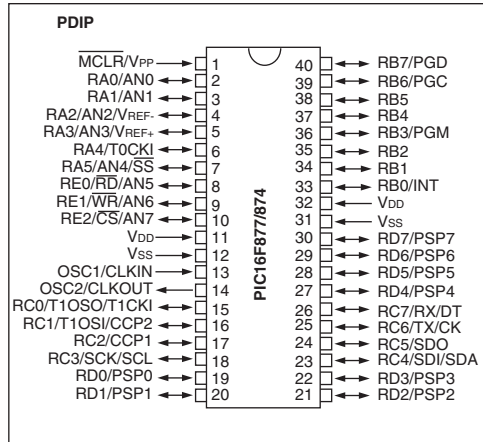 PDIP
MCLR/VPP 1 40 RB7/PGD
RA0/AN0 2 39 RB6/PGC
RA1/AN1 3 38 RB5
RA2/AN2/VREF- 4 37 RB4
RA3/AN3/VREF+ 5 36 RB3/PGM
RA4/T0CKI 6 35 RB2
RA5/AN4/SS 7 34 RB1
RE0/RD/AN5 8 33 RB0/INT
RE1/WR/AN6 9 32 VDD
RE2/CS/AN7 10 31 VSS
VDD 11 30 RD7/PSP7
VSS 12 29 RD6/PSP6
OSC1/CLKIN 13 28 RD5/PSP5
OSC2/CLKOUT 14 27 RD4/PSP4
RC0/T1OSO/T1CKI 15 26 RC7/RX/DT
RC1/T1OSI/CCP2 16 25 RC6/TX/CK
RC2/CCP1 17 24 RC5/SDO
RC3/SCK/SCL 18 23 RC4/SDI/SDA
RD0/PSP0 19 22 RD3/PSP3
RD1/PSP1 20 21 RD2/PSP2
PIC16F877/874